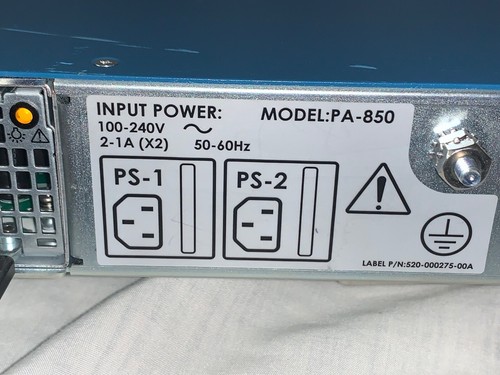 INPUT POWER: MODEL:PA-850
100-240V
2-1A (X2) 50-60Hz
PS-1 PS-2
LABEL P/N:520-000275-00A